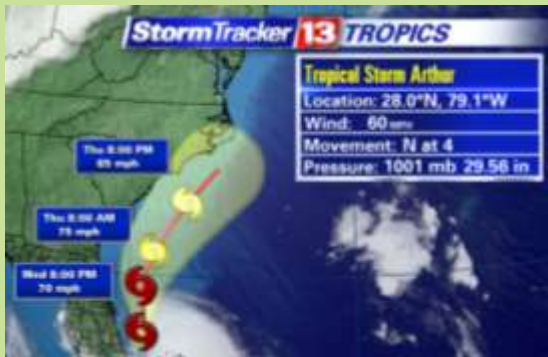 StormTracker 13 TROPICS
Tropical Storm Arthur
Location: 28.0°N, 79.1°W
Wind: 60 MPH
Movement: N at 4
Pressure: 1001 mb 29.56 in
Thu 8:00 PM
85 mph
Thu 8:00 AM
75 mph
Wed 8:00 PM
70 mph